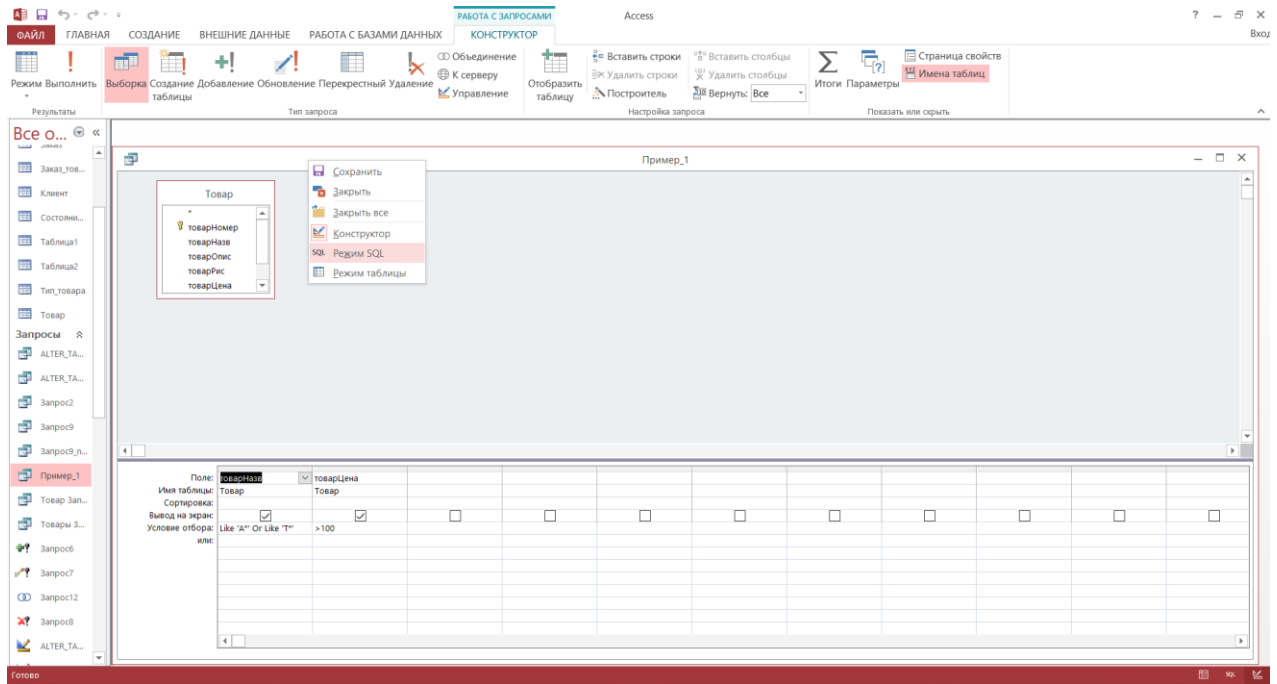 РАБОТА С ЗАПРОСАМИ Access ?
ФАЙЛ ГЛАВНАЯ СОЗДАНИЕ ВНЕШНИЕ ДАННЫЕ РАБОТА С БАЗАМИ ДАННЫХ КОНСТРУКТОР Вход
Режим Выполнить Выборка Создание таблицы Добавление Обновление Перекрестный Удаление
Объединение
К серверу
Управление
Отобразить таблицу
Вставить строки
Удалить строки
Построитель
Вставить столбцы
Удалить столбцы
Вернуть: Все
Итоги Параметры
Страница свойств
Имена таблиц
Результаты Тип запроса Настройка запроса Показать или скрыть
Все о... «
Заказ
Заказ_тов...
Клиент
Состояни...
Таблица1
Таблица2
Тип_товара
Товар
Запросы
ALTER_TA...
ALTER_TA...
Запрос2
Запрос9
Запрос9_п...
Пример_1
Товар Зап...
Товары З...
Запрос6
Запрос7
Запрос12
Запрос8
ALTER_TA...
Пример_1
Товар
*
товарНомер
товарНазв
товарОпис
товарРис
товарЦена
Сохранить
Закрыть
Закрыть все
Конструктор
SQL Режим SQL
Режим таблицы
Поле: товарНазв товарЦена
Имя таблицы: Товар Товар
Сортировка:
Вывод на экран:
Условие отбора: Like "А*" Or Like "Т*" >100
или:
Готово SQL